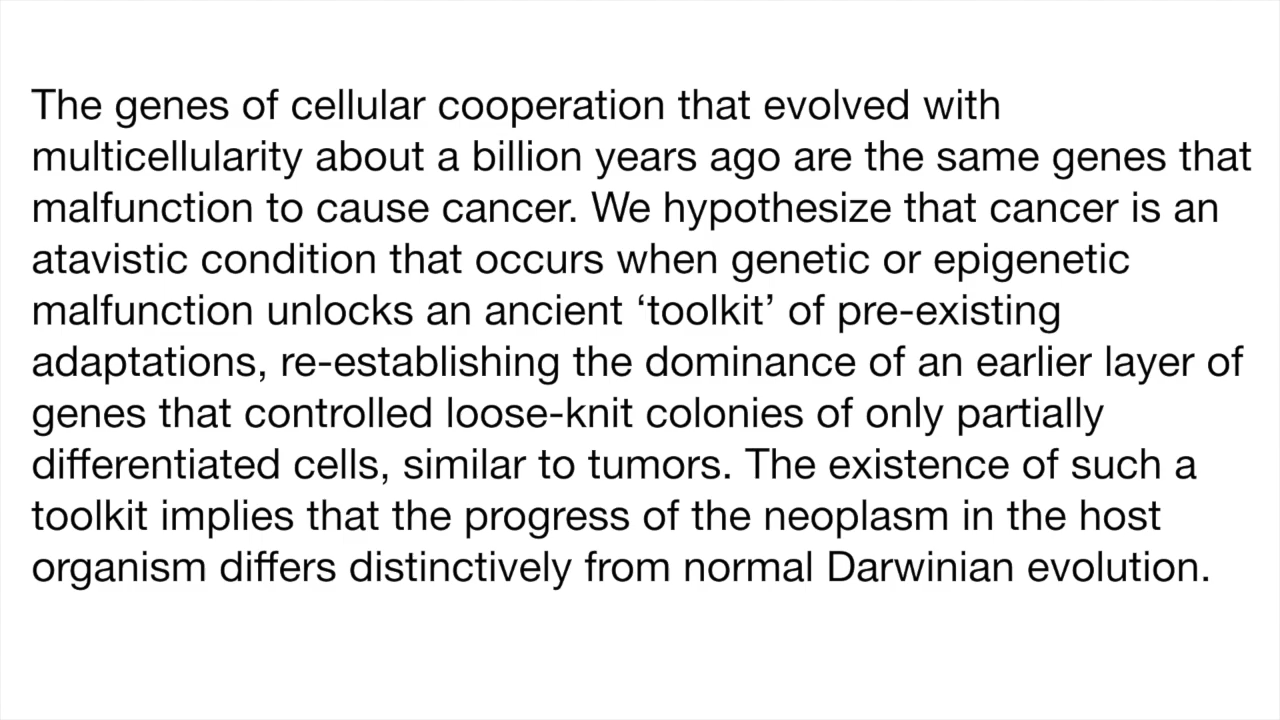 The genes of cellular cooperation that evolved with
multicellularity about a billion years ago are the same genes that
malfunction to cause cancer. We hypothesize that cancer is an
atavistic condition that occurs when genetic or epigenetic
malfunction unlocks an ancient ‘toolkit’ of pre-existing
adaptations, re-establishing the dominance of an earlier layer of
genes that controlled loose-knit colonies of only partially
differentiated cells, similar to tumors. The existence of such a
toolkit implies that the progress of the neoplasm in the host
organism differs distinctively from normal Darwinian evolution.